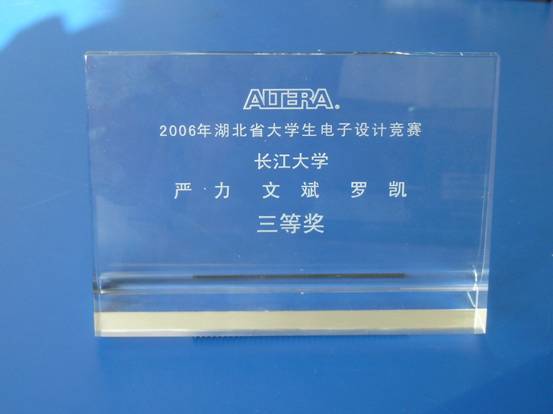 ALTERA®
2006年湖北省大学生电子设计竞赛
长江大学
严 力 文 斌 罗 凯
三等奖